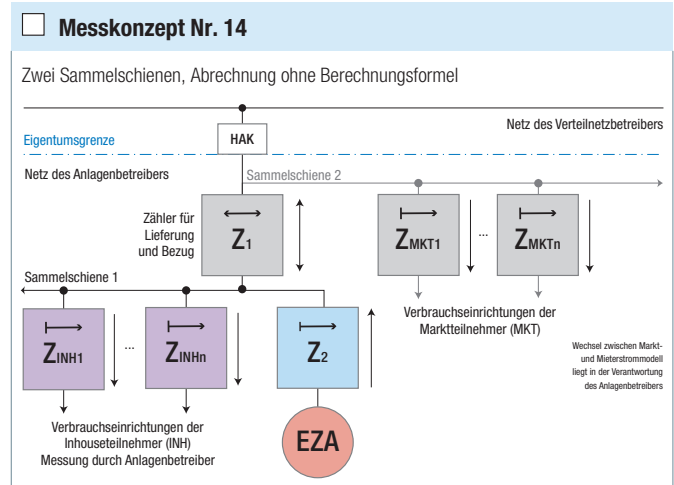 Messkonzept Nr. 14
Zwei Sammelschienen, Abrechnung ohne Berechnungsformel
Netz des Verteilnetzbetreibers
HAK
Eigentumsgrenze
Netz des Anlagenbetreibers
Sammelschiene 2
Zähler für
Lieferung
und Bezug
Z1
ZMKT1
...
ZMKTn
Sammelschiene 1
Verbrauchseinrichtungen der
Marktteilnehmer (MKT)
ZINH1
...
ZINHn
Z2
Wechsel zwischen Markt-
und Mieterstrommodell
liegt in der Verantwortung
des Anlagenbetreibers
Verbrauchseinrichtungen der
Inhouseteilnehmer (INH)
Messung durch Anlagenbetreiber
EZA